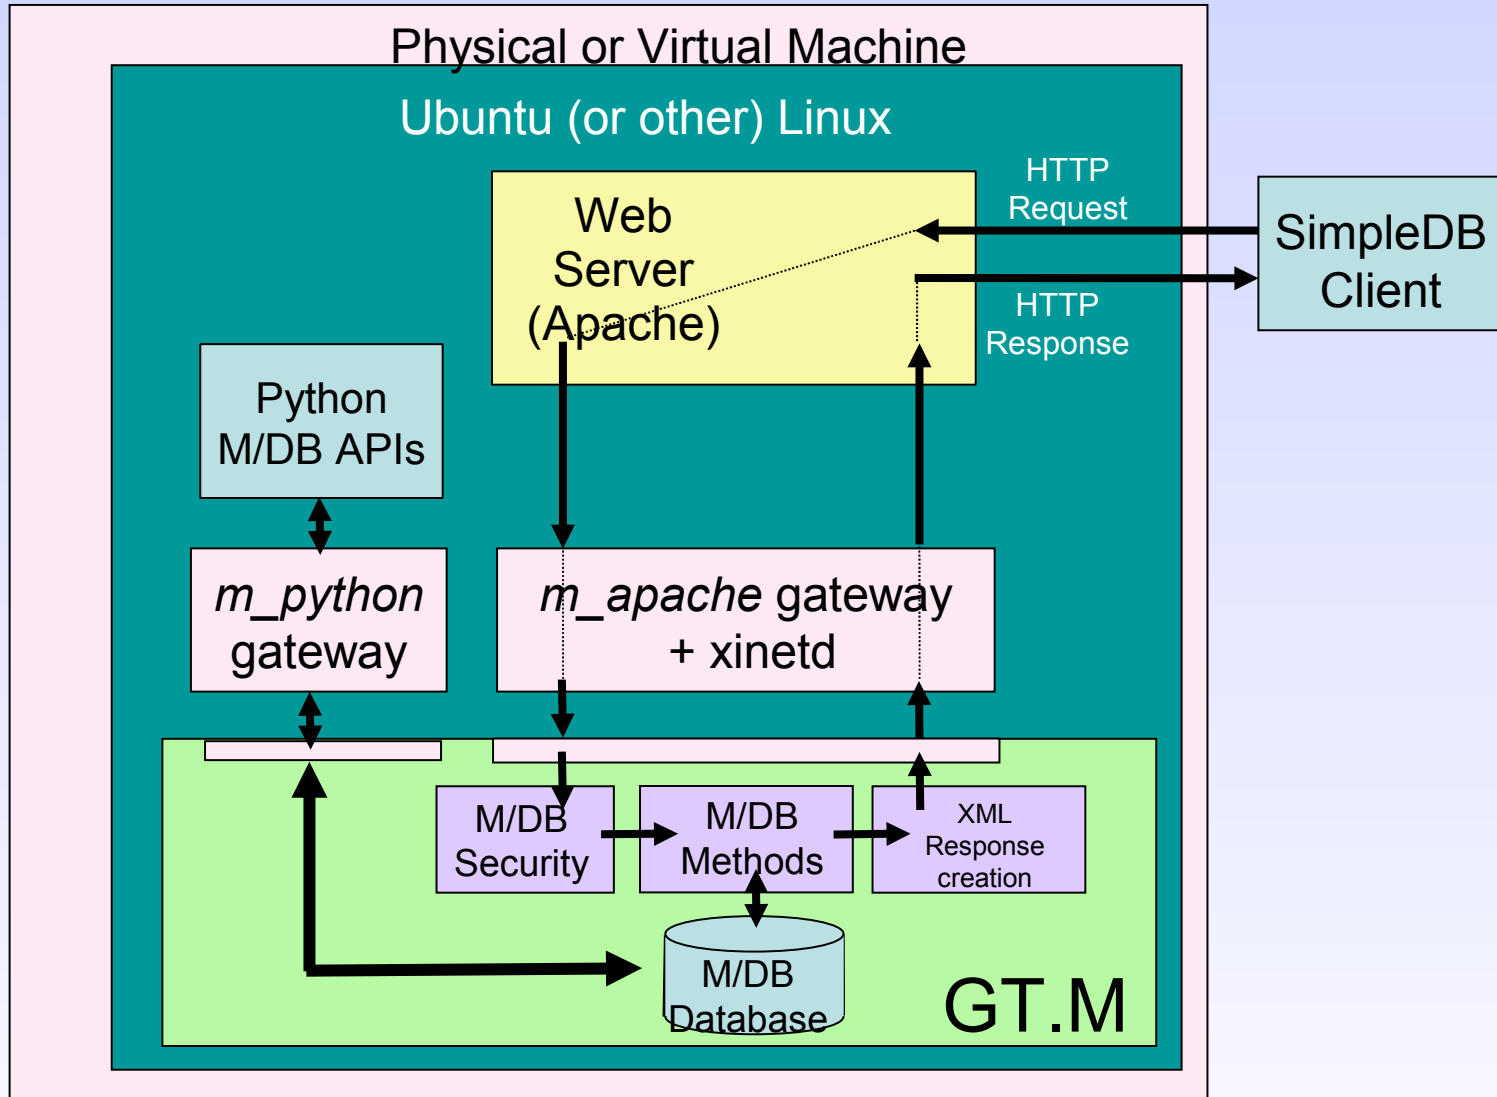 Physical or Virtual Machine
Ubuntu (or other) Linux
HTTP
Request
Web
Server
(Apache)
SimpleDB
Client
HTTP
Response
Python
M/DB APIs
m_python
gateway
m_apache gateway
+ xinetd
M/DB
Security
M/DB
Methods
XML
Response
creation
M/DB
Database
GT.M